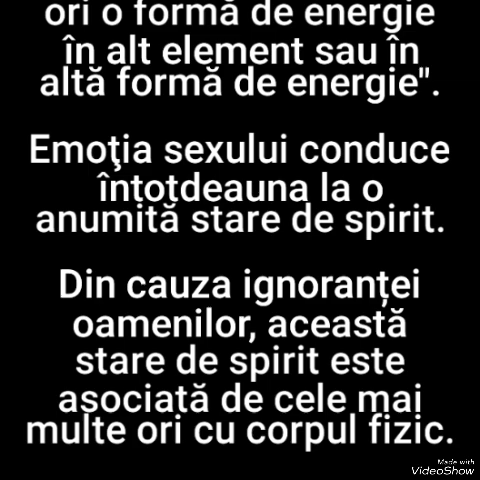 ori o formă de energie
în alt element sau în
altă formă de energie".
Emoţia sexului conduce
întotdeauna la o
anumită stare de spirit.
Din cauza ignoranței
oamenilor, această
stare de spirit este
asociată de cele mai
multe ori cu corpul fizic.
Made with
VideoShow